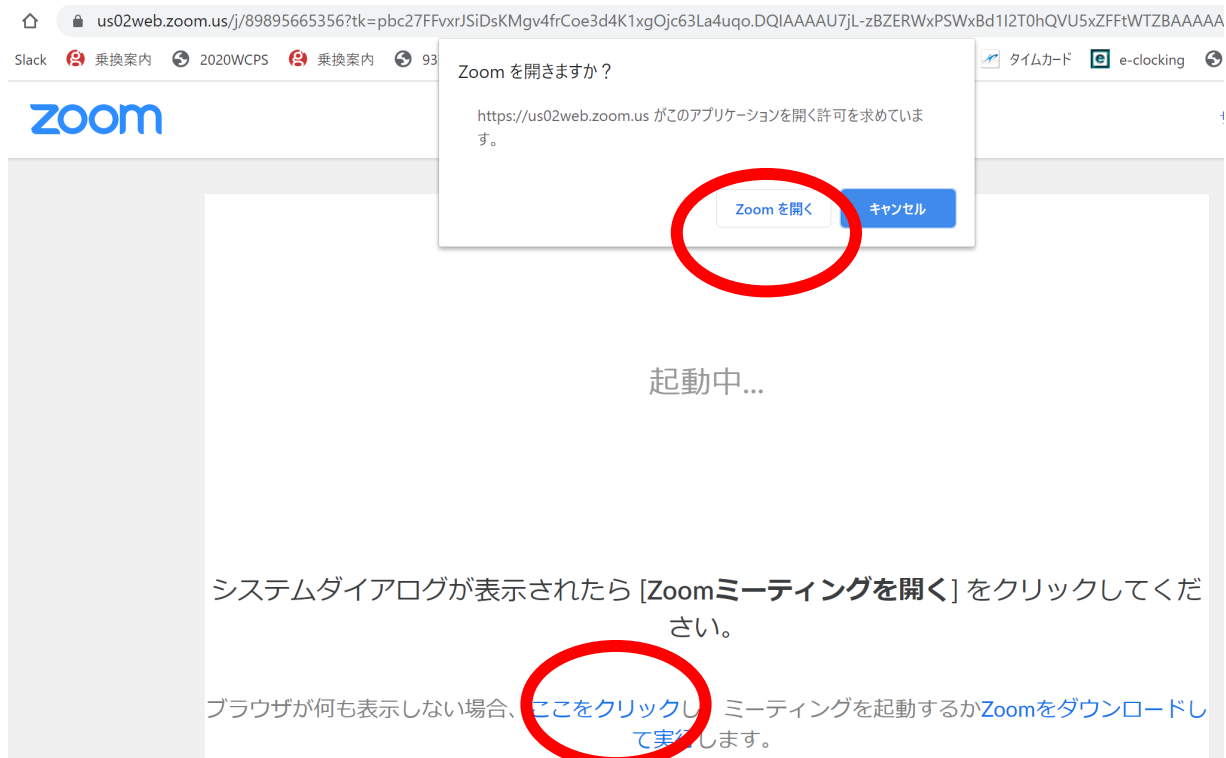 us02web.zoom.us/j/89895665356?tk=pbc27FFvxrJSiDsKMgv4frCoe3d4K1xgOjc63La4uqo.DQIAAAAU7jL-zBZERWxPSWxBd1I2T0hQVU5xZFFtWTZBAAAAA
Slack 乗換案内 2020WCPS 乗換案内 93 タイムカード e-clocking
Zoom を開きますか？
https://us02web.zoom.us がこのアプリケーションを開く許可を求めていま
す。
Zoom を開く キャンセル
zoom
起動中...
システムダイアログが表示されたら [Zoomミーティングを開く] をクリックしてくだ
さい。
ブラウザが何も表示しない場合、ここをクリックし ミーティングを起動するかZoomをダウンロードし
て実行します。